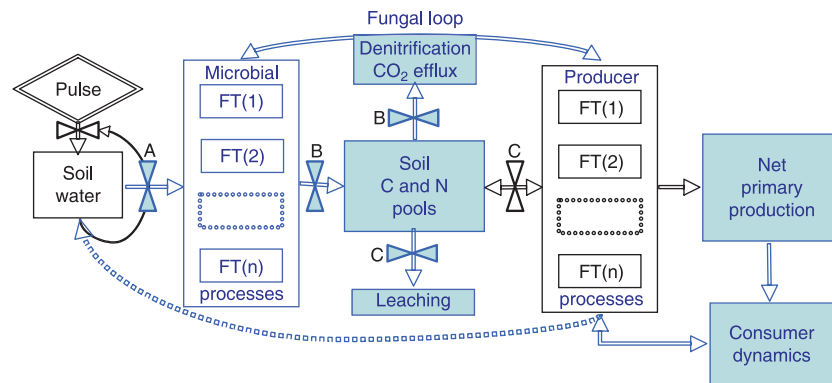 Fungal loop
Denitrification
CO2 efflux
Pulse
Soil
water
A
Microbial
FT(1)
FT(2)
FT(n)
processes
B
B
Soil
C and N
pools
C
Leaching
C
Producer
FT(1)
FT(2)
FT(n)
processes
Net
primary
production
Consumer
dynamics